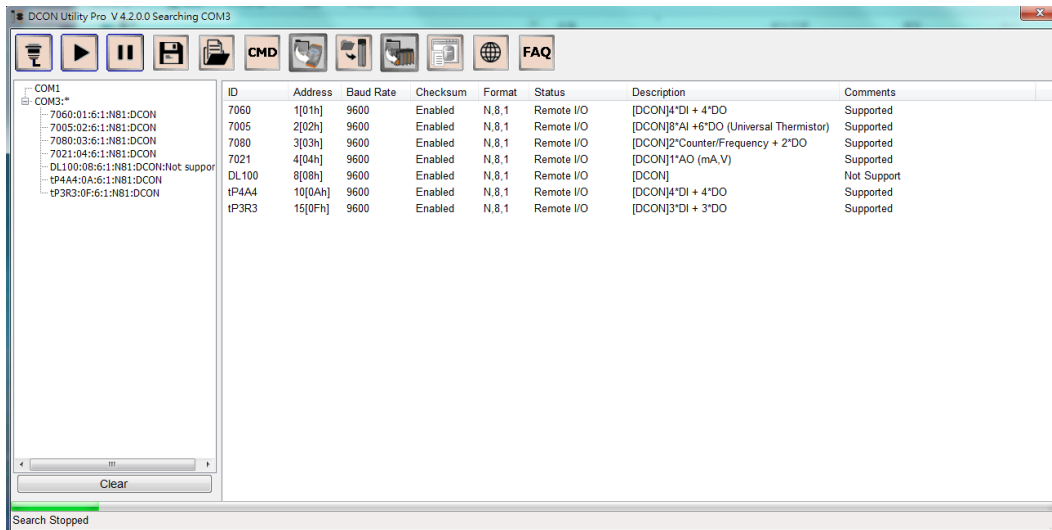 DCON Utility Pro V 4.2.0.0 Searching COM3
CMD FAQ
COM1
COM3:*
7060:01:6:1:N81:DCON
7005:02:6:1:N81:DCON
7080:03:6:1:N81:DCON
7021:04:6:1:N81:DCON
DL100:08:6:1:N81:DCON:Not suppor
tP4A4:0A:6:1:N81:DCON
tP3R3:0F:6:1:N81:DCON
Clear
ID Address Baud Rate Checksum Format Status Description Comments
7060 1[01h] 9600 Enabled N,8,1 Remote I/O [DCON]4*DI + 4*DO Supported
7005 2[02h] 9600 Enabled N,8,1 Remote I/O [DCON]8*AI +6*DO (Universal Thermistor) Supported
7080 3[03h] 9600 Enabled N,8,1 Remote I/O [DCON]2*Counter/Frequency + 2*DO Supported
7021 4[04h] 9600 Enabled N,8,1 Remote I/O [DCON]1*AO (mA,V) Supported
DL100 8[08h] 9600 Enabled N,8,1 Remote I/O [DCON] Not Support
tP4A4 10[0Ah] 9600 Enabled N,8,1 Remote I/O [DCON]4*DI + 4*DO Supported
tP3R3 15[0Fh] 9600 Enabled N,8,1 Remote I/O [DCON]3*DI + 3*DO Supported
Search Stopped